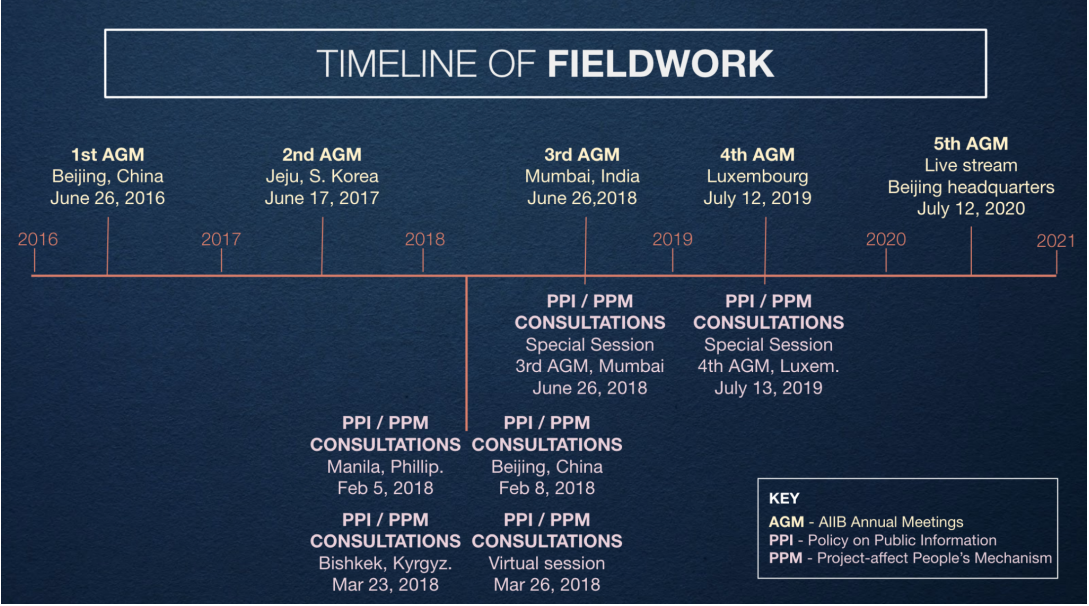 TIMELINE OF FIELDWORK
1st AGM
Beijing, China
June 26, 2016
2nd AGM
Jeju, S. Korea
June 17, 2017
3rd AGM
Mumbai, India
June 26,2018
4th AGM
Luxembourg
July 12, 2019
5th AGM
Live stream
Beijing headquarters
July 12, 2020
2016
2017
2018
2019
2020
2021
PPI / PPM
CONSULTATIONS
Special Session
3rd AGM, Mumbai
June 26, 2018
PPI / PPM
CONSULTATIONS
Special Session
4th AGM, Luxem.
July 13, 2019
PPI / PPM
CONSULTATIONS
Manila, Phillip.
Feb 5, 2018
PPI / PPM
CONSULTATIONS
Beijing, China
Feb 8, 2018
PPI / PPM
CONSULTATIONS
Bishkek, Kyrgyz.
Mar 23, 2018
PPI / PPM
CONSULTATIONS
Virtual session
Mar 26, 2018
KEY
AGM - AIIB Annual Meetings
PPI - Policy on Public Information
PPM - Project-affect People's Mechanism